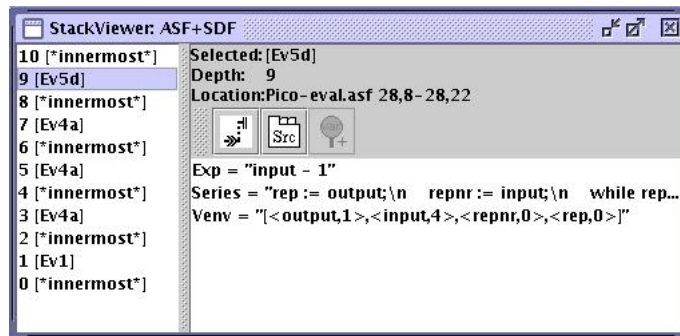 StackViewer: ASF+SDF
10 [*innermost*]
9 [Ev5d]
8 [*innermost*]
7 [Ev4a]
6 [*innermost*]
5 [Ev4a]
4 [*innermost*]
3 [Ev4a]
2 [*innermost*]
1 [Ev1]
0 [*innermost*]
Selected: [Ev5d]
Depth: 9
Location:Pico-eval.asf 28,8-28,22
Src
Exp = "input - 1"
Series = "rep := output;\n repnr := input;\n while rep...
Venv = "[<output,1>,<input,4>,<repnr,0>,<rep,0>]"